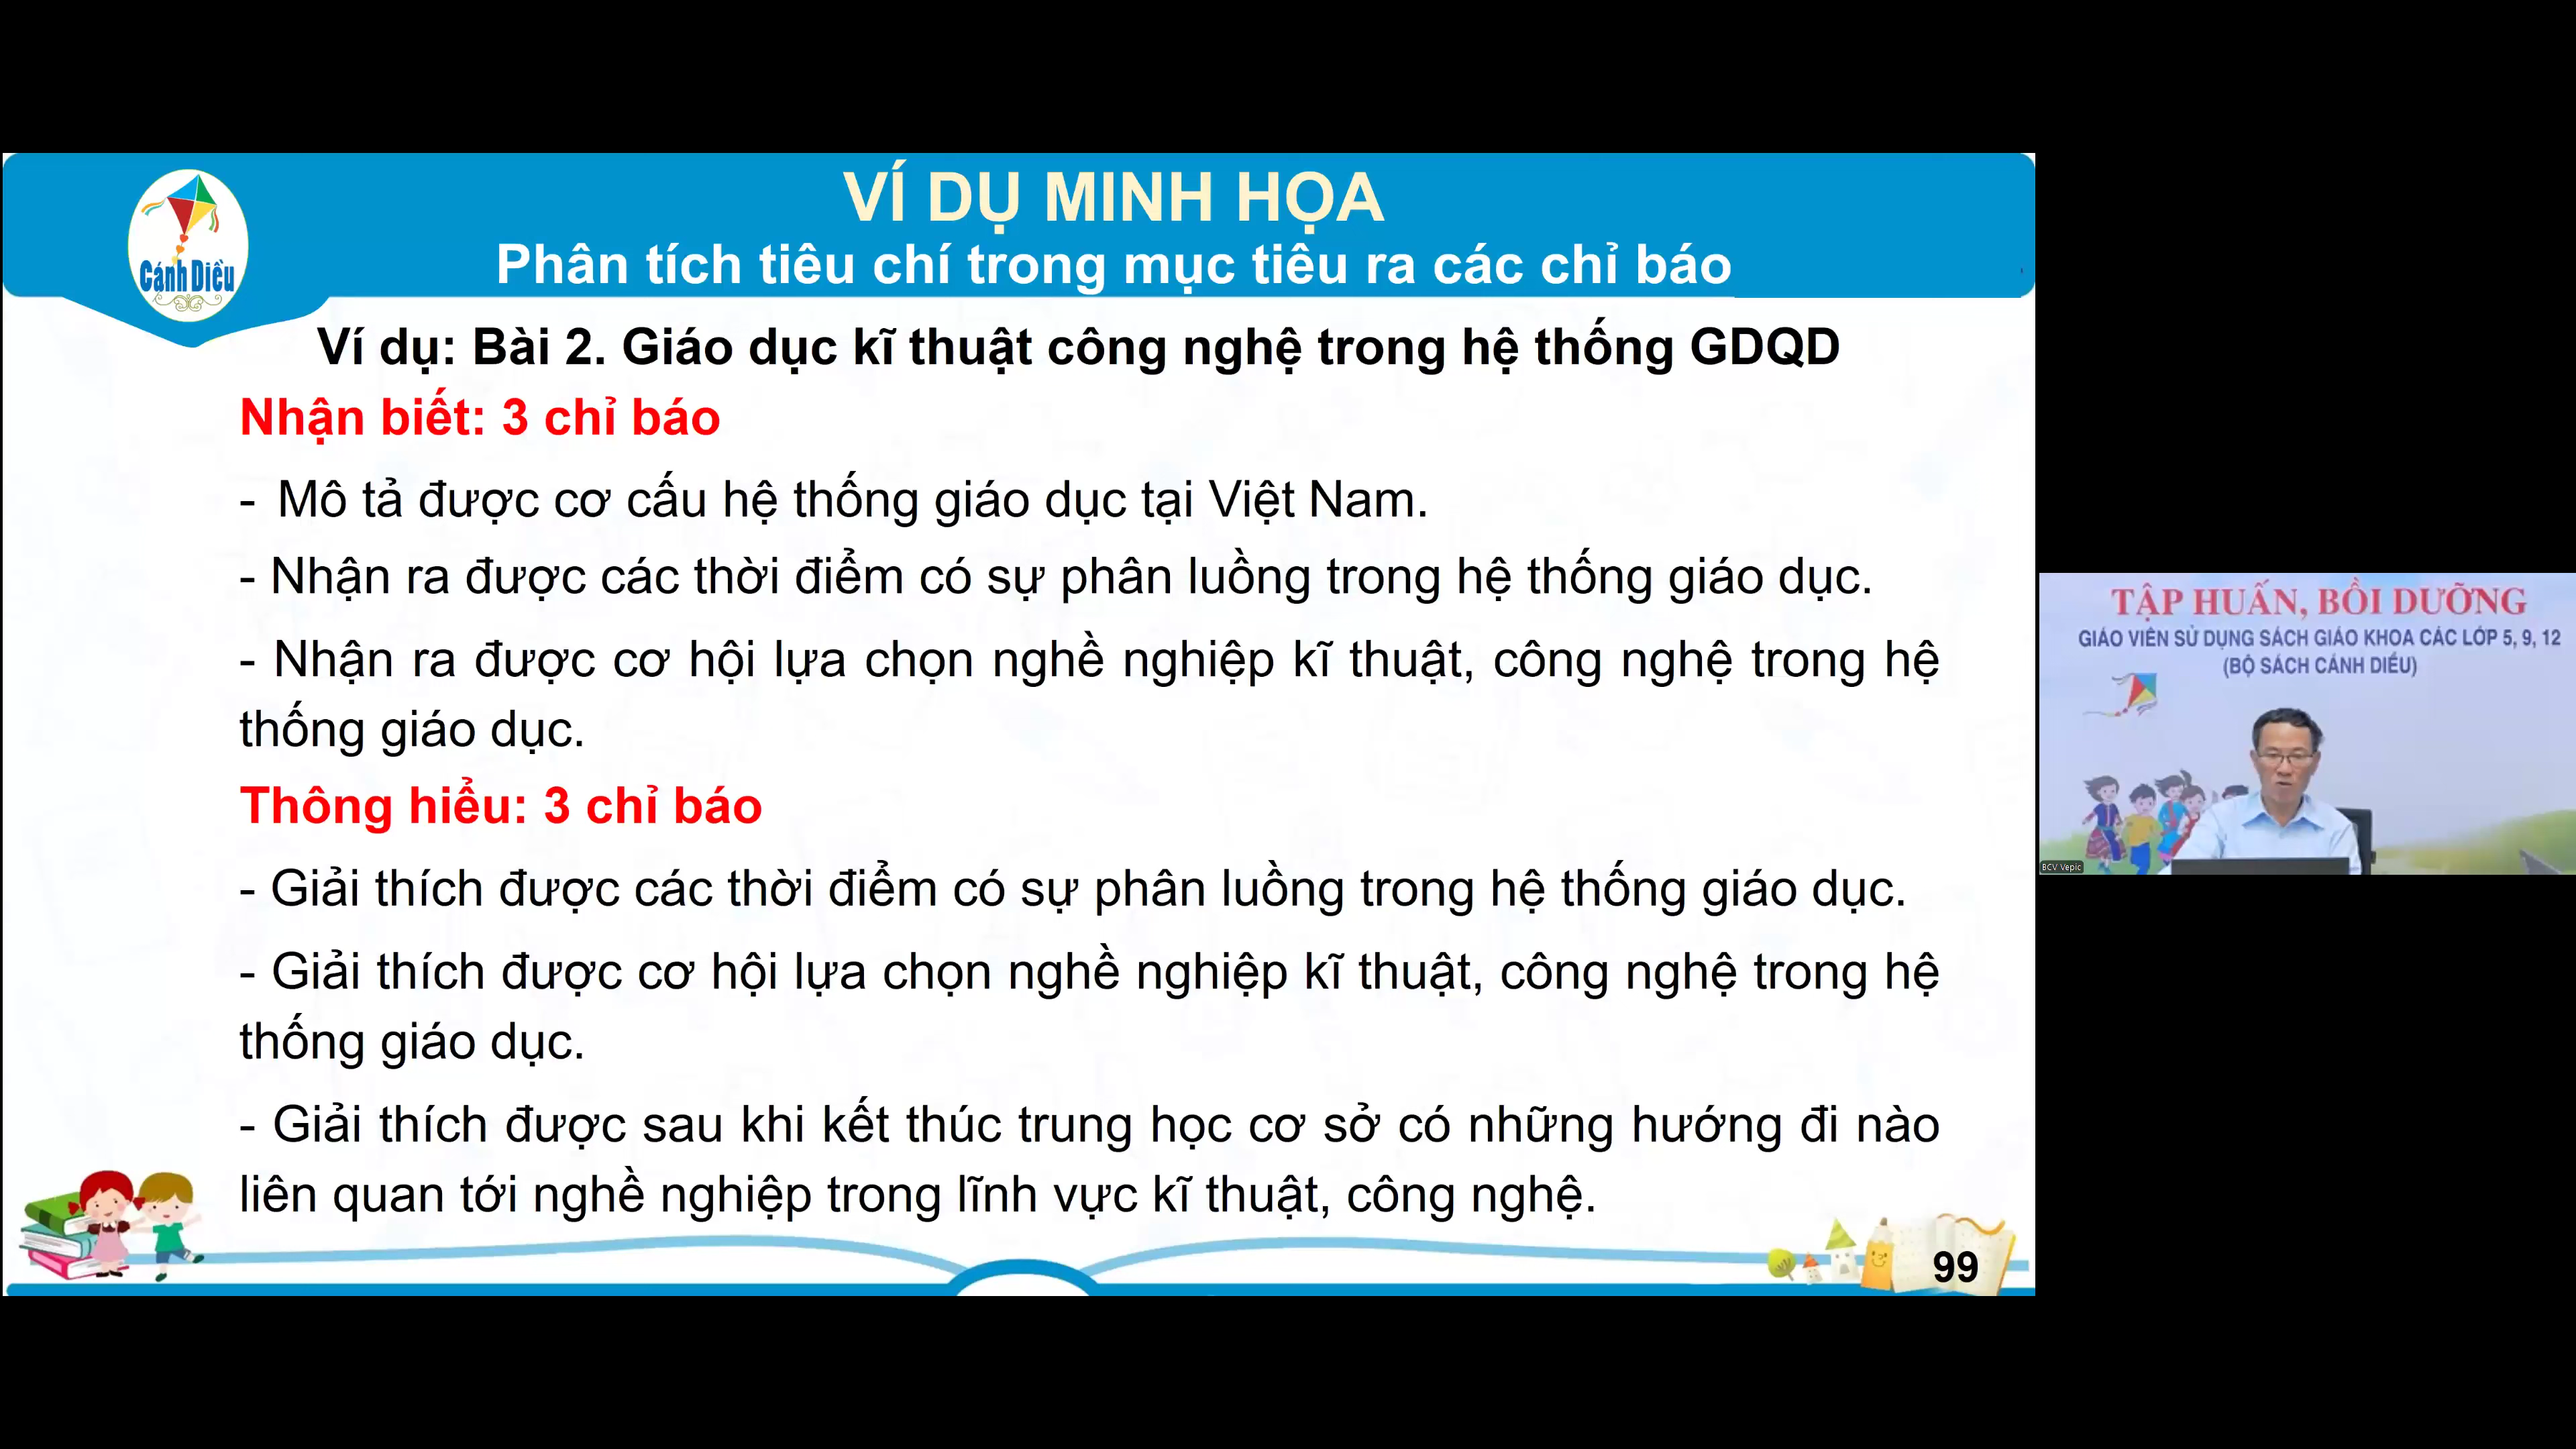 VÍ DỤ MINH HỌA
Phân tích tiêu chí trong mục tiêu ra các chỉ báo
Cánh Diều
Ví dụ: Bài 2. Giáo dục kĩ thuật công nghệ trong hệ thống GDQD
Nhận biết: 3 chỉ báo
- Mô tả được cơ cấu hệ thống giáo dục tại Việt Nam.
- Nhận ra được các thời điểm có sự phân luồng trong hệ thống giáo dục.
- Nhận ra được cơ hội lựa chọn nghề nghiệp kĩ thuật, công nghệ trong hệ
thống giáo dục.
Thông hiểu: 3 chỉ báo
- Giải thích được các thời điểm có sự phân luồng trong hệ thống giáo dục.
- Giải thích được cơ hội lựa chọn nghề nghiệp kĩ thuật, công nghệ trong hệ
thống giáo dục.
- Giải thích được sau khi kết thúc trung học cơ sở có những hướng đi nào
liên quan tới nghề nghiệp trong lĩnh vực kĩ thuật, công nghệ.
99
TẬP HUẤN, BỒI DƯỠNG
GIÁO VIÊN SỬ DỤNG SÁCH GIÁO KHOA CÁC LỚP 5, 9, 12
(BỘ SÁCH CÁNH DIỀU)
BCV Vepic